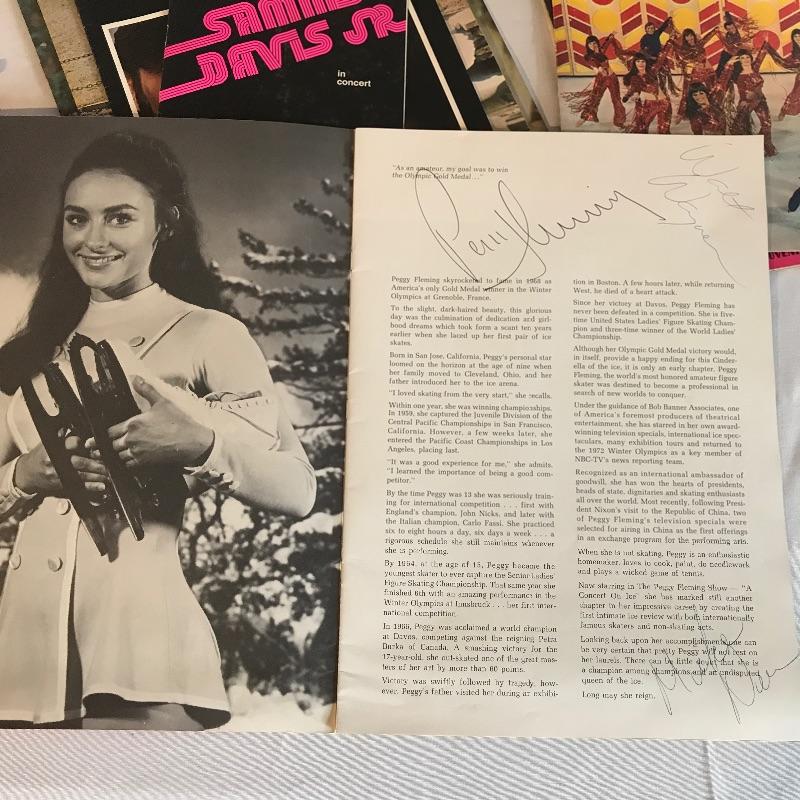 SAMMY
DAVIS JR
in
concert
"As an amateur, my goal was to win
the Olympic Gold Medal . . ."
Peggy Fleming
Peggy Fleming skyrocketed to fame in 1968 as
America's only Gold Medal winner in the Winter
Olympics at Grenoble, France.
To the slight, dark-haired beauty, this glorious
day was the culmination of dedication and girl-
hood dreams which took form a scant ten years
earlier when she laced up her first pair of ice
skates.
Born in San Jose, California, Peggy's personal star
loomed on the horizon at the age of nine when
her family moved to Cleveland, Ohio, and her
father introduced her to the ice arena.
"I loved skating from the very start," she recalls.
Within one year, she was winning championships.
In 1959, she captured the Juvenile Division of the
Central Pacific Championships in San Francisco,
California. However, a few weeks later, she
entered the Pacific Coast Championships in Los
Angeles, placing last.
"It was a good experience for me," she admits.
"I learned the importance of being a good com-
petitor."
By the time Peggy was 13 she was seriously train-
ing for international competition . . . first with
England's champion, John Nicks, and later with
the Italian champion, Carlo Fassi. She practiced
six to eight hours a day, six days a week . . . a
rigorous schedule she still maintains whenever
she is performing.
By 1964, at the age of 15, Peggy became the
youngest skater to ever capture the Senior Ladies'
Figure Skating Championship. That same year she
finished 6th with an amazing performance in the
Winter Olympics at Innsbruck . . . her first inter-
national competition.
In 1966, Peggy was acclaimed a world champion
at Davos, competing against the reigning Petra
Burka of Canada. A smashing victory for the
17-year-old, she out-skated one of the great mas-
ters of her art by more than 60 points.
Victory was swiftly followed by tragedy, how-
ever. Peggy's father visited her during an exhibi-
tion in Boston. A few hours later, while returning
West, he died of a heart attack.
Since her victory at Davos, Peggy Fleming has
never been defeated in a competition. She is five-
time United States Ladies' Figure Skating Cham-
pion and three-time winner of the World Ladies'
Championship.
Although her Olympic Gold Medal victory would,
in itself, provide a happy ending for this Cinder-
ella of the ice, it is only an early chapter. Peggy
Fleming, the world's most honored amateur figure
skater was destined to become a professional in
search of new worlds to conquer.
Under the guidance of Bob Banner Associates, one
of America's foremost producers of theatrical
entertainment, she has starred in her own award-
winning television specials, international ice spec-
taculars, many exhibition tours and returned to
the 1972 Winter Olympics as a key member of
NBC-TV's news reporting team.
Recognized as an international ambassador of
goodwill, she has won the hearts of presidents,
heads of state, dignitaries and skating enthusiasts
all over the world. Most recently, following Presi-
dent Nixon's visit to the Republic of China, two
of Peggy Fleming's television specials were
selected for airing in China as the first offerings
in an exchange program for the performing arts.
When she is not skating, Peggy is an enthusiastic
homemaker, loves to cook, paint, do needlework
and plays a wicked game of tennis.
Now starring in The Peggy Fleming Show — "A
Concert On Ice" she has marked still another
chapter in her impressive career by creating the
first intimate ice review with both internationally
famous skaters and non-skating acts.
Looking back upon her accomplishments one can
be very certain that pretty Peggy will not rest on
her laurels. There can be little doubt that she is
a champion among champions and an undisputed
queen of the ice.
Long may she reign.